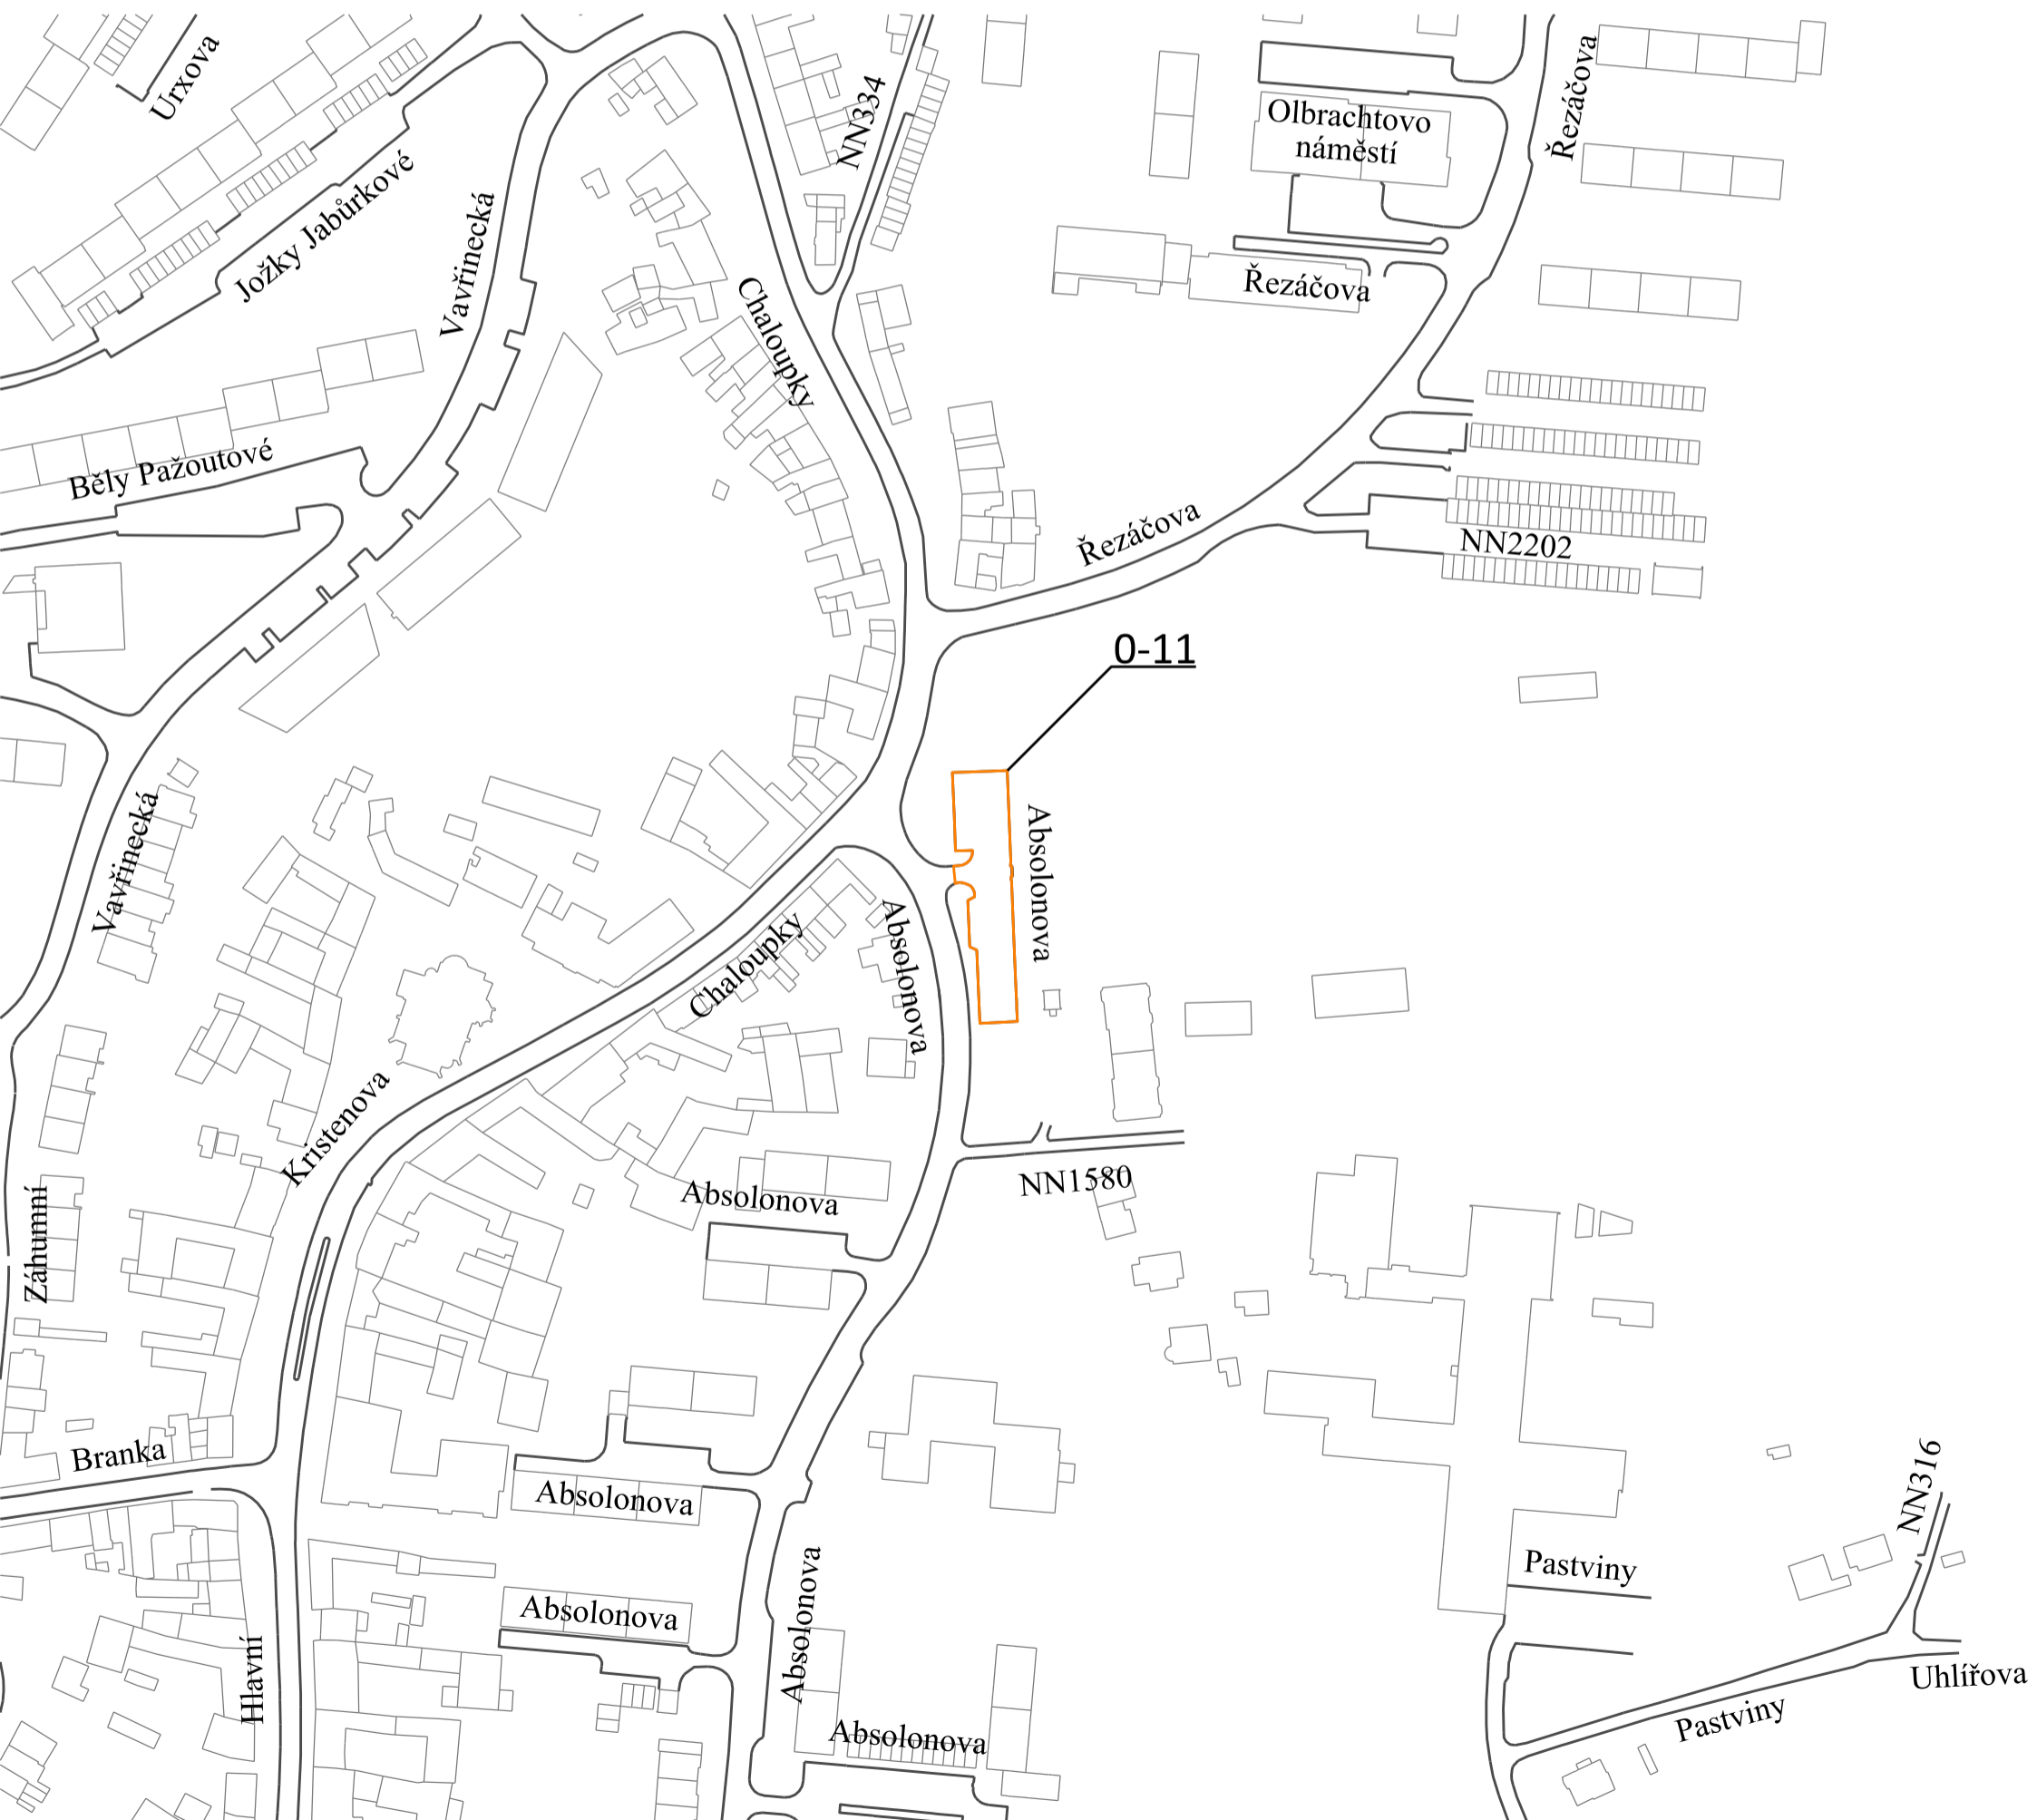 Urxova
NN334
Řezáčova
Olbrachtovo
náměstí
Jožky Jabůrkové
Vavřinecká
Chaloupky
Řezáčova
Běly Pažoutové
Řezáčova
NN2202
0-11
Vavřinecká
Absolonova
Absolonova
Chaloupky
Kristenova
NN1580
Absolonova
Záhumní
Branka
Absolonova
NN316
Absolonova
Absolonova
Pastviny
Hlavní
Absolonova
Uhlířova
Pastviny